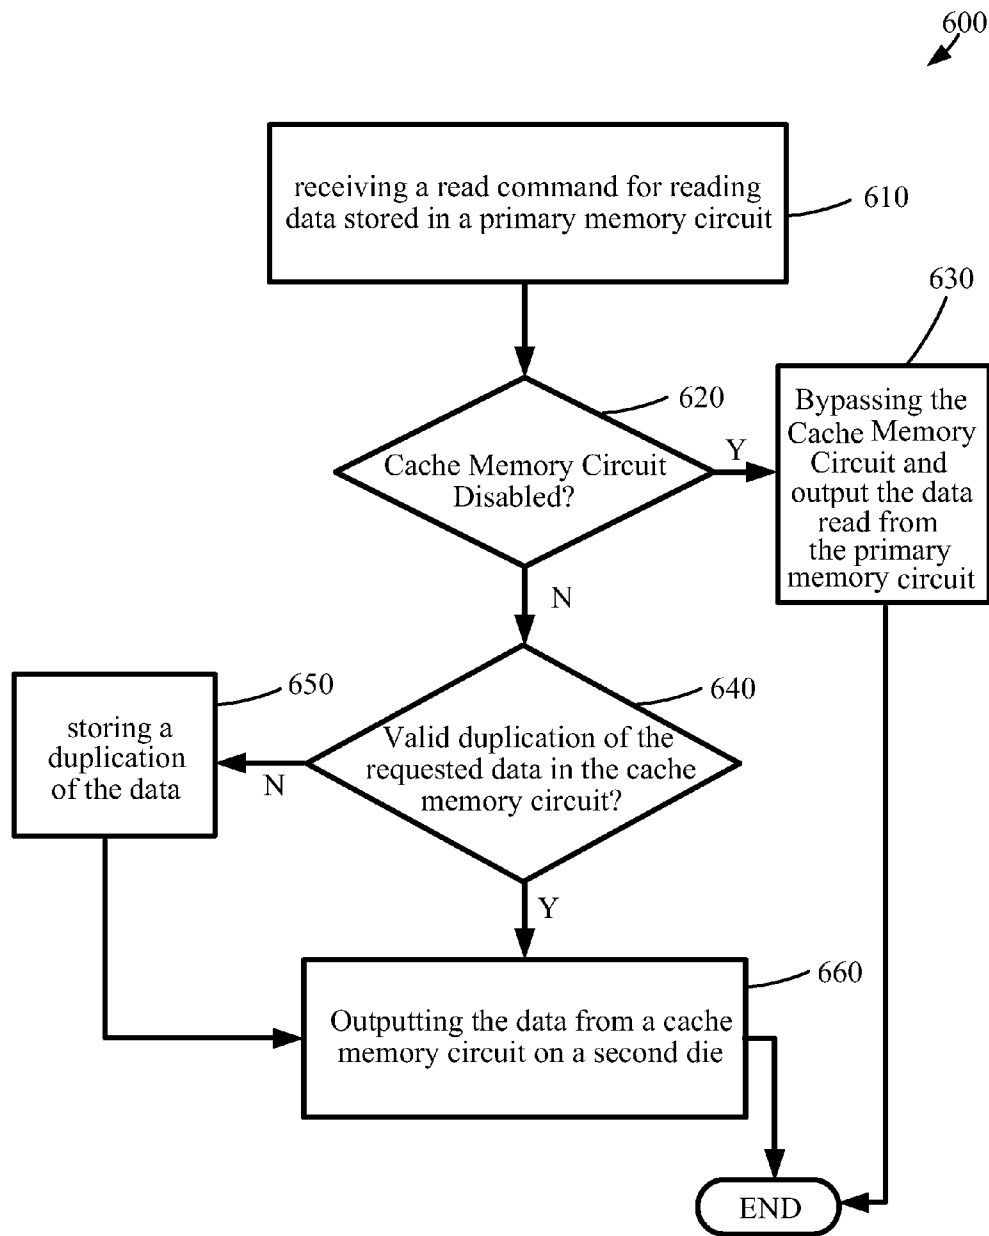 600
receiving a read command for reading
data stored in a primary memory circuit
610
630
620
Cache Memory Circuit
Disabled?
Y
Bypassing the
Cache Memory
Circuit and
output the data
read from
the primary
memory circuit
N
650
640
storing a
duplication
of the data
N
Valid duplication of the
requested data in the cache
memory circuit?
Y
660
Outputting the data from a cache
memory circuit on a second die
END